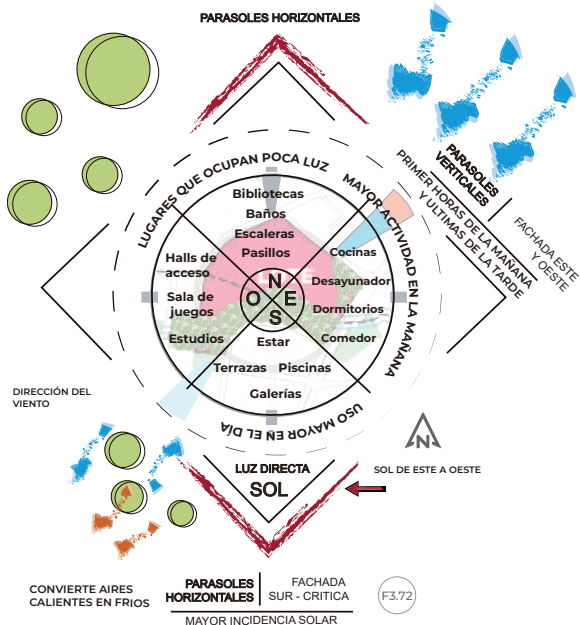 PARASOLES HORIZONTALES
LUGARES QUE OCUPAN POCA LUZ
MAYOR ACTIVIDAD EN LA MAÑANA
USO MAYOR EN EL DÍA
PARASOLES
VERTICALES
PRIMER HORAS DE LA MAÑANA
Y ULTIMAS DE LA TARDE
FACHADA ESTE
Y OESTE
Bibliotecas
Baños
Escaleras
Pasillos
Halls de
acceso
Sala de
juegos
Estudios
Cocinas
Desayunador
Dormitorios
Comedor
N
O E
S
Estar
Terrazas Piscinas
Galerías
DIRECCIÓN DEL
VIENTO
N
LUZ DIRECTA
SOL
SOL DE ESTE A OESTE
CONVIERTE AIRES
CALIENTES EN FRIOS
PARASOLES
HORIZONTALES
FACHADA
SUR - CRITICA
MAYOR INCIDENCIA SOLAR
F3.72